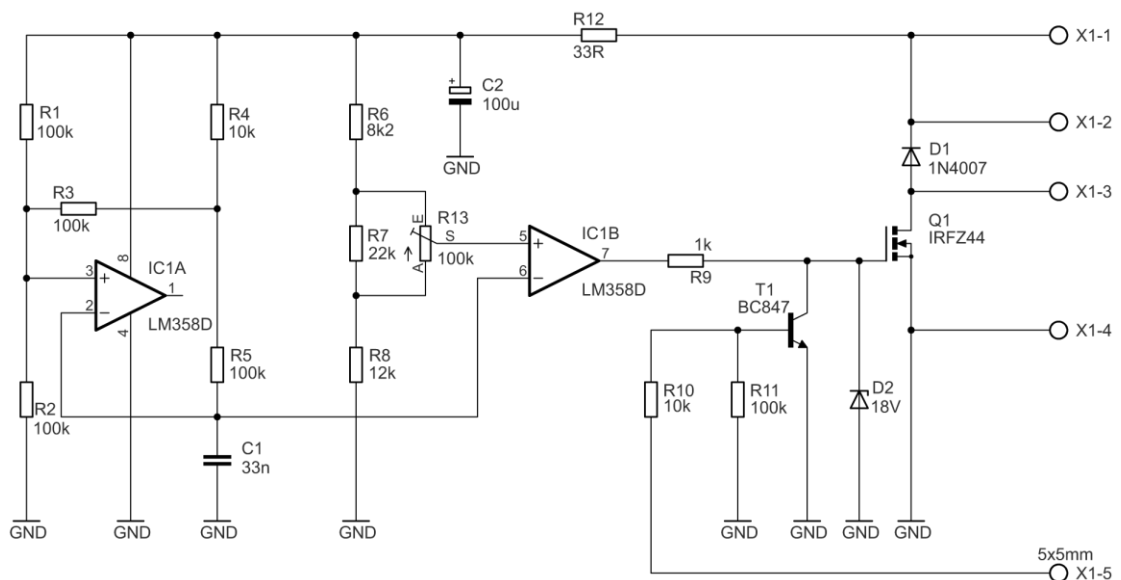 R12
33R
X1-1
R1
100k
R4
10k
R6
8k2
+
C2
100u
GND
X1-2
D1
1N4007
R3
100k
X1-3
R7
22k
E
S
A
R13
100k
Q1
IRFZ44
8
3
+
2
−
1
4
IC1A
LM358D
5
+
6
−
7
IC1B
LM358D
1k
R9
T1
BC847
X1-4
R5
100k
R8
12k
R2
100k
R10
10k
R11
100k
D2
18V
C1
33n
GND
GND
GND
GND
GND
GND
GND
GND
5x5mm
X1-5